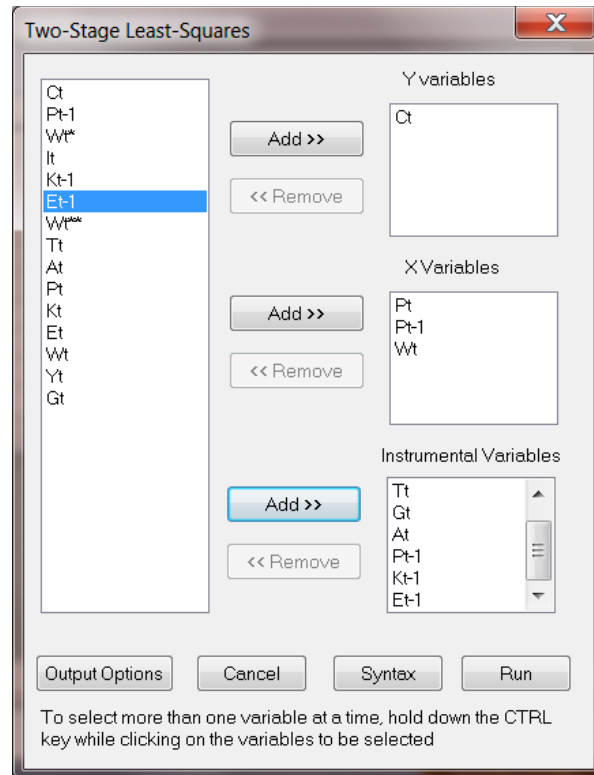 Two-Stage Least-Squares
X
Ct
Pt-1
Wt*
It
Kt-1
Et-1
Wt**
Tt
At
Pt
Kt
Et
Wt
Yt
Gt
Y variables
Add >>
Ct
<< Remove
X Variables
Add >>
Pt
Pt-1
Wt
<< Remove
Instrumental Variables
Add >>
Tt
Gt
At
Pt-1
Kt-1
Et-1
<< Remove
Output Options Cancel Syntax Run
To select more than one variable at a time, hold down the CTRL
key while clicking on the variables to be selected